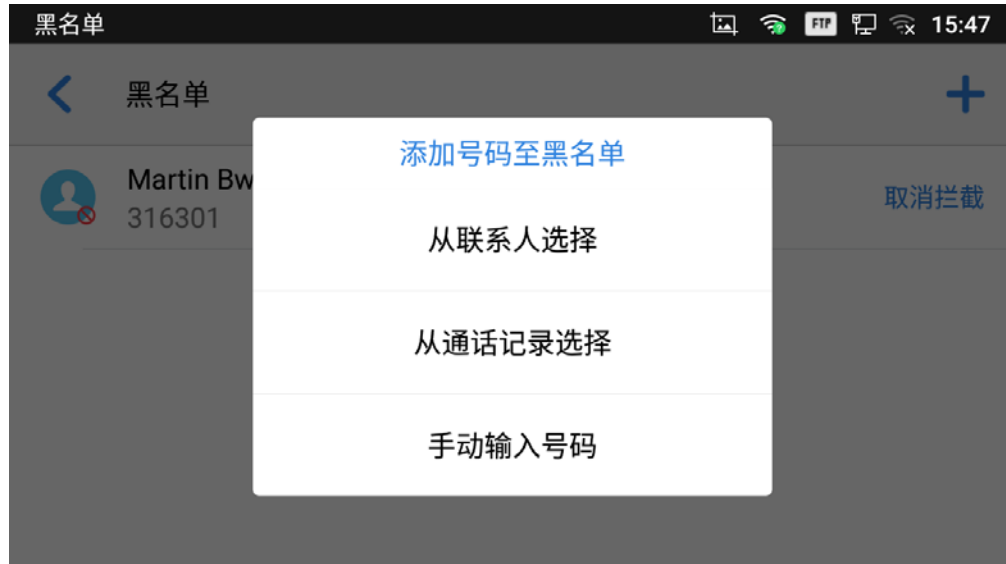 黑名单
FTP
15:47
黑名单
添加号码至黑名单
Martin Bw
316301
取消拦截
从联系人选择
从通话记录选择
手动输入号码